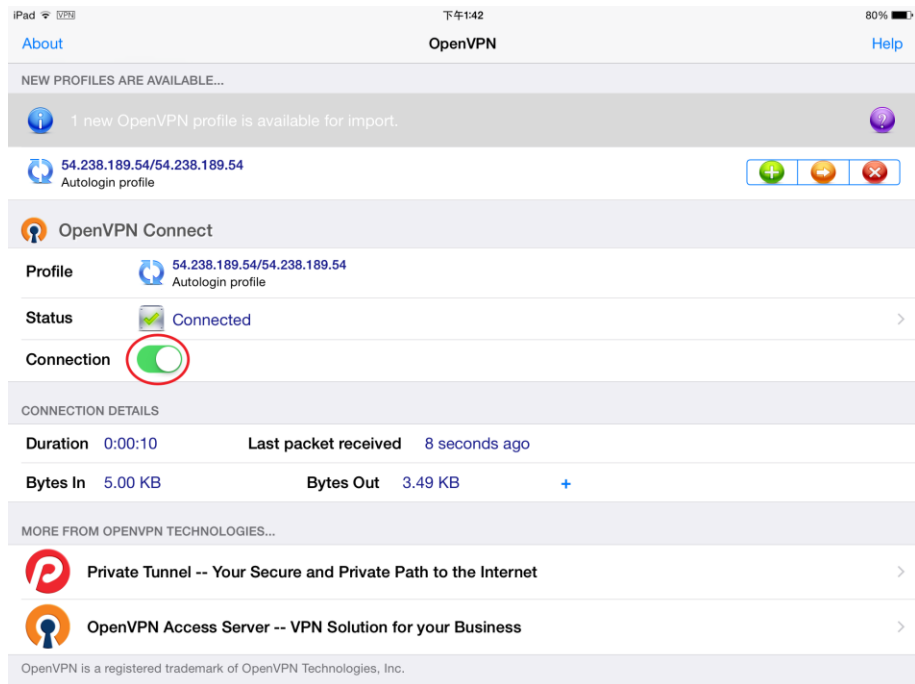 iPad VPN 下午1:42 80%
About OpenVPN Help
NEW PROFILES ARE AVAILABLE...
1 new OpenVPN profile is available for import.
54.238.189.54/54.238.189.54
Autologin profile
OpenVPN Connect
Profile 54.238.189.54/54.238.189.54
Autologin profile
Status Connected
Connection
CONNECTION DETAILS
Duration 0:00:10 Last packet received 8 seconds ago
Bytes In 5.00 KB Bytes Out 3.49 KB +
MORE FROM OPENVPN TECHNOLOGIES...
Private Tunnel -- Your Secure and Private Path to the Internet
OpenVPN Access Server -- VPN Solution for your Business
OpenVPN is a registered trademark of OpenVPN Technologies, Inc.